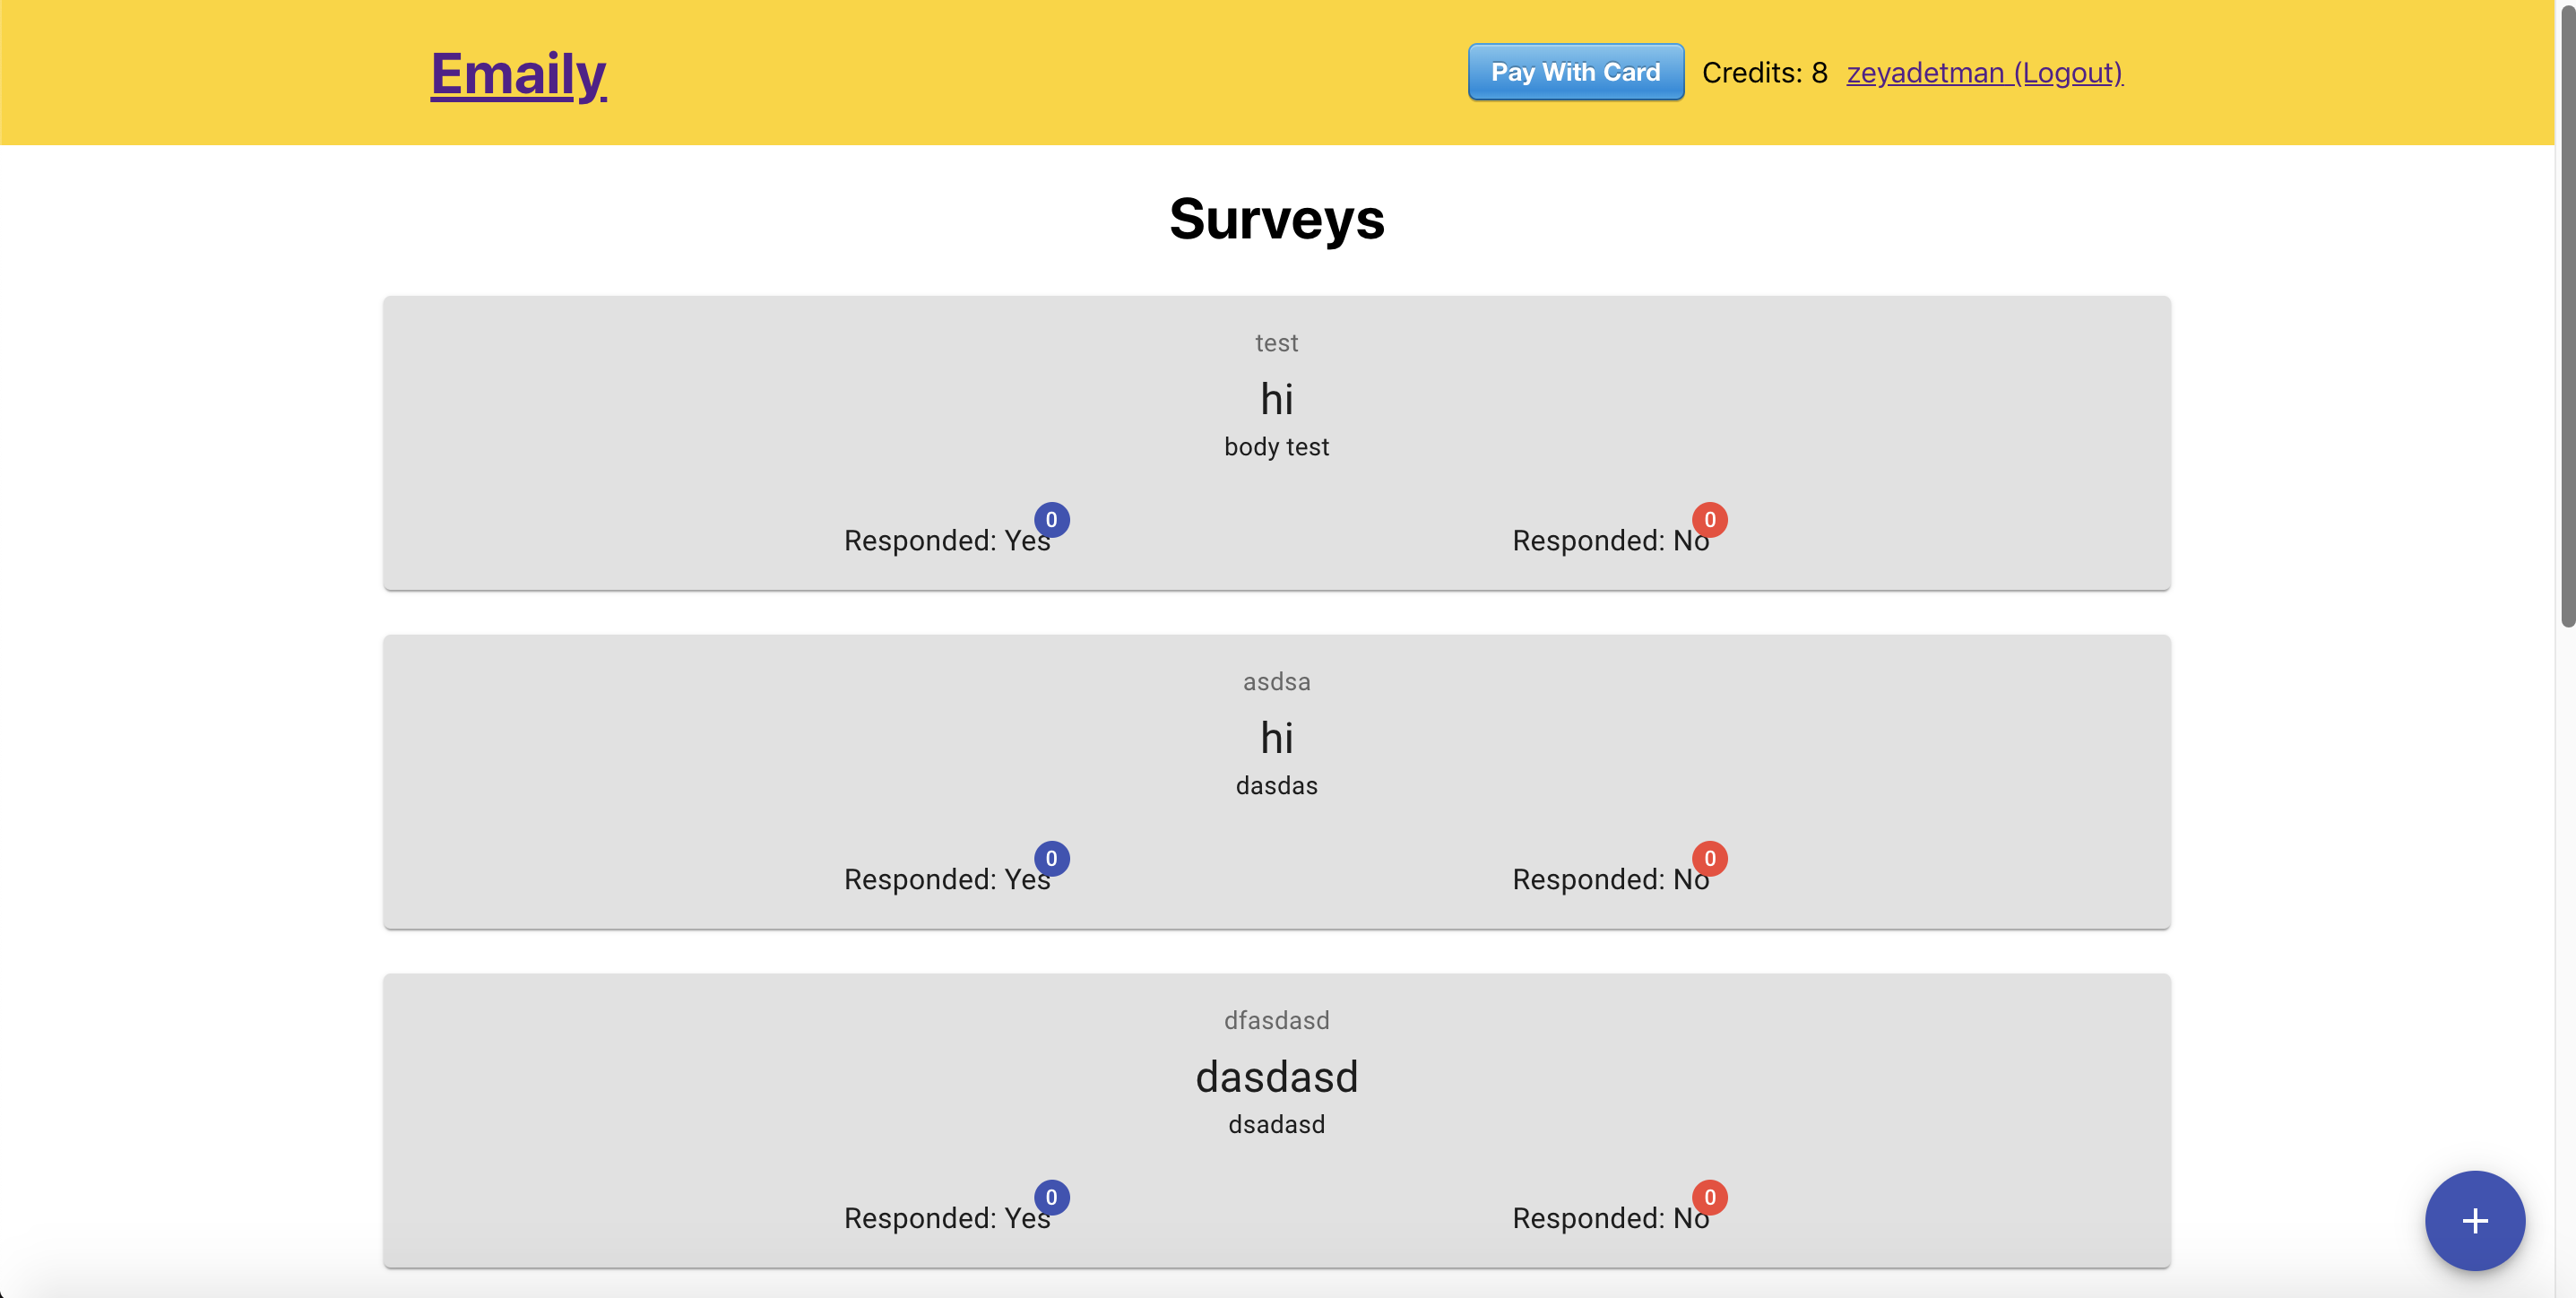 Emaily
Pay With Card Credits: 8 zeyadetman (Logout)
Surveys
test
hi
body test
Responded: Yes 0 Responded: No 0
asdsa
hi
dasdas
Responded: Yes 0 Responded: No 0
dfasdasd
dasdasd
dsadasd
Responded: Yes 0 Responded: No 0
+